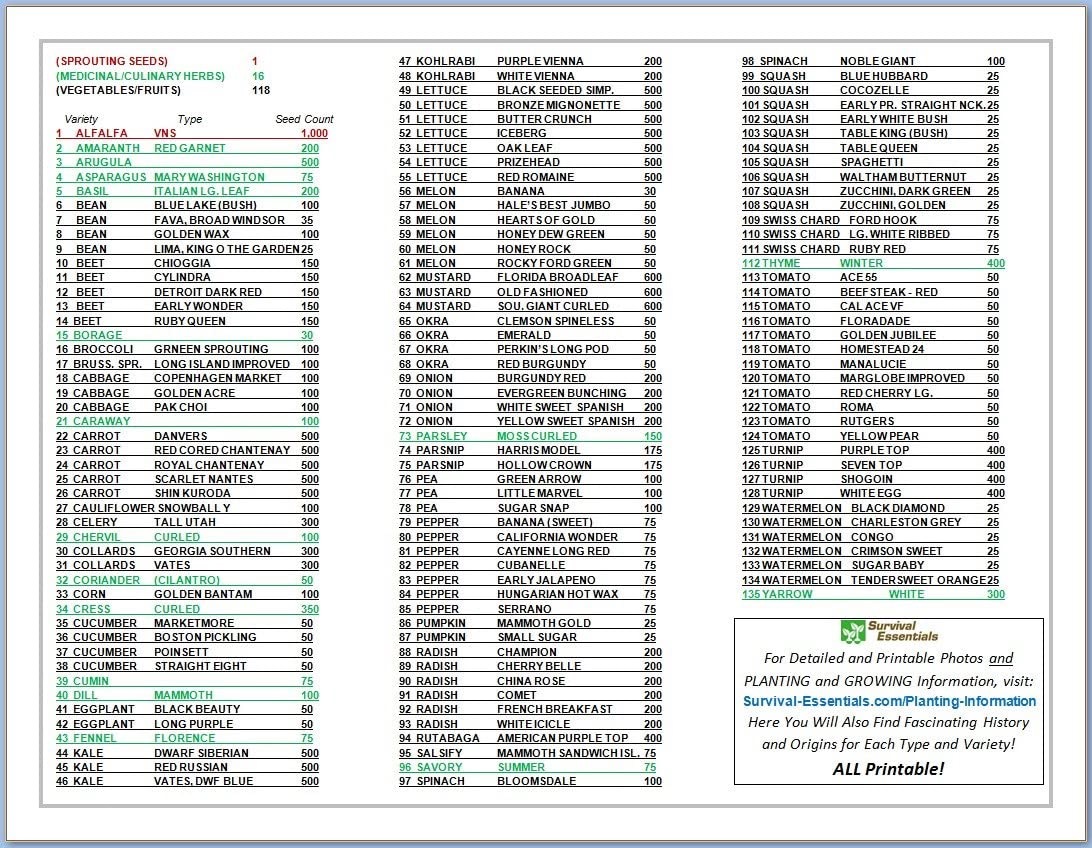 (SPROUTING SEEDS) 1
(MEDICINAL/CULINARY HERBS) 16
(VEGETABLES/FRUITS) 118
Variety Type Seed Count
1 ALFALFA VNS 1,000
2 AMARANTH RED GARNET 200
3 ARUGULA 500
4 ASPARAGUS MARY WASHINGTON 75
5 BASIL ITALIAN LG. LEAF 200
6 BEAN BLUE LAKE (BUSH) 100
7 BEAN FAVA, BROAD WINDSOR 35
8 BEAN GOLDEN WAX 100
9 BEAN LIMA, KING O THE GARDEN 25
10 BEET CHIOGGIA 150
11 BEET CYLINDRA 150
12 BEET DETROIT DARK RED 150
13 BEET EARLY WONDER 150
14 BEET RUBY QUEEN 150
15 BORAGE 30
16 BROCCOLI GRNEEN SPROUTING 100
17 BRUSS. SPR. LONG ISLAND IMPROVED 100
18 CABBAGE COPENHAGEN MARKET 100
19 CABBAGE GOLDEN ACRE 100
20 CABBAGE PAK CHOI 100
21 CARAWAY 100
22 CARROT DANVERS 500
23 CARROT RED CORED CHANTENAY 500
24 CARROT ROYAL CHANTENAY 500
25 CARROT SCARLET NANTES 500
26 CARROT SHIN KURODA 500
27 CAULIFLOWER SNOWBALL Y 100
28 CELERY TALL UTAH 300
29 CHERVIL CURLED 100
30 COLLARDS GEORGIA SOUTHERN 300
31 COLLARDS VATES 300
32 CORIANDER (CILANTRO) 50
33 CORN GOLDEN BANTAM 100
34 CRESS CURLED 350
35 CUCUMBER MARKETMORE 50
36 CUCUMBER BOSTON PICKLING 50
37 CUCUMBER POINSETT 50
38 CUCUMBER STRAIGHT EIGHT 50
39 CUMIN 75
40 DILL MAMMOTH 100
41 EGGPLANT BLACK BEAUTY 50
42 EGGPLANT LONG PURPLE 50
43 FENNEL FLORENCE 75
44 KALE DWARF SIBERIAN 500
45 KALE RED RUSSIAN 500
46 KALE VATES, DWF BLUE 500
47 KOHLRABI PURPLE VIENNA 200
48 KOHLRABI WHITE VIENNA 200
49 LETTUCE BLACK SEEDED SIMP. 500
50 LETTUCE BRONZE MIGNONETTE 500
51 LETTUCE BUTTER CRUNCH 500
52 LETTUCE ICEBERG 500
53 LETTUCE OAK LEAF 500
54 LETTUCE PRIZEHEAD 500
55 LETTUCE RED ROMAINE 500
56 MELON BANANA 30
57 MELON HALE'S BEST JUMBO 50
58 MELON HEARTS OF GOLD 50
59 MELON HONEY DEW GREEN 50
60 MELON HONEY ROCK 50
61 MELON ROCKY FORD GREEN 50
62 MUSTARD FLORIDA BROADLEAF 600
63 MUSTARD OLD FASHIONED 600
64 MUSTARD SOU. GIANT CURLED 600
65 OKRA CLEMSON SPINELESS 50
66 OKRA EMERALD 50
67 OKRA PERKIN'S LONG POD 50
68 OKRA RED BURGUNDY 50
69 ONION BURGUNDY RED 200
70 ONION EVERGREEN BUNCHING 200
71 ONION WHITE SWEET SPANISH 200
72 ONION YELLOW SWEET SPANISH 200
73 PARSLEY MOSS CURLED 150
74 PARSNIP HARRIS MODEL 175
75 PARSNIP HOLLOW CROWN 175
76 PEA GREEN ARROW 100
77 PEA LITTLE MARVEL 100
78 PEA SUGAR SNAP 100
79 PEPPER BANANA (SWEET) 75
80 PEPPER CALIFORNIA WONDER 75
81 PEPPER CAYENNE LONG RED 75
82 PEPPER CUBANELLE 75
83 PEPPER EARLY JALAPENO 75
84 PEPPER HUNGARIAN HOT WAX 75
85 PEPPER SERRANO 75
86 PUMPKIN MAMMOTH GOLD 25
87 PUMPKIN SMALL SUGAR 25
88 RADISH CHAMPION 200
89 RADISH CHERRY BELLE 200
90 RADISH CHINA ROSE 200
91 RADISH COMET 200
92 RADISH FRENCH BREAKFAST 200
93 RADISH WHITE ICICLE 200
94 RUTABAGA AMERICAN PURPLE TOP 400
95 SALSIFY MAMMOTH SANDWICH ISL. 75
96 SAVORY SUMMER 75
97 SPINACH BLOOMSDALE 100
98 SPINACH NOBLE GIANT 100
99 SQUASH BLUE HUBBARD 25
100 SQUASH COCOZELLE 25
101 SQUASH EARLY PR. STRAIGHT NCK. 25
102 SQUASH EARLY WHITE BUSH 25
103 SQUASH TABLE KING (BUSH) 25
104 SQUASH TABLE QUEEN 25
105 SQUASH SPAGHETTI 25
106 SQUASH WALTHAM BUTTERNUT 25
107 SQUASH ZUCCHINI, DARK GREEN 25
108 SQUASH ZUCCHINI, GOLDEN 25
109 SWISS CHARD FORD HOOK 75
110 SWISS CHARD LG. WHITE RIBBED 75
111 SWISS CHARD RUBY RED 75
112 THYME WINTER 400
113 TOMATO ACE 55 50
114 TOMATO BEEFSTEAK - RED 50
115 TOMATO CAL ACE VF 50
116 TOMATO FLORADADE 50
117 TOMATO GOLDEN JUBILEE 50
118 TOMATO HOMESTEAD 24 50
119 TOMATO MANALUCIE 50
120 TOMATO MARGLOBE IMPROVED 50
121 TOMATO RED CHERRY LG. 50
122 TOMATO ROMA 50
123 TOMATO RUTGERS 50
124 TOMATO YELLOW PEAR 50
125 TURNIP PURPLE TOP 400
126 TURNIP SEVEN TOP 400
127 TURNIP SHOGOIN 400
128 TURNIP WHITE EGG 400
129 WATERMELON BLACK DIAMOND 25
130 WATERMELON CHARLESTON GREY 25
131 WATERMELON CONGO 25
132 WATERMELON CRIMSON SWEET 25
133 WATERMELON SUGAR BABY 25
134 WATERMELON TENDERSWEET ORANGE 25
135 YARROW WHITE 300
Survival
Essentials
For Detailed and Printable Photos and
PLANTING and GROWING Information, visit:
Survival-Essentials.com/Planting-Information
Here You Will Also Find Fascinating History
and Origins for Each Type and Variety!
ALL Printable!